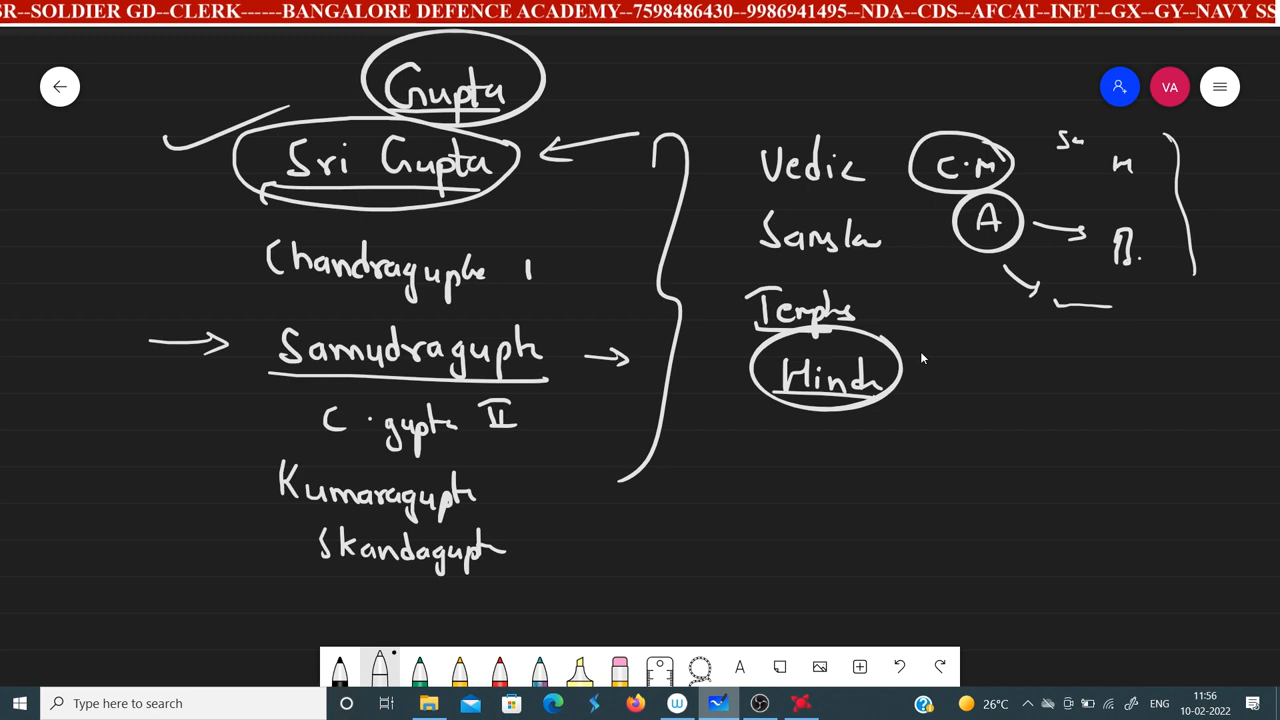 SR--SOLDIER GD--CLERK------BANGALORE DEFENCE ACADEMY--7598486430--9986941495--NDA--CDS--AFCAT--INET--GX--GY--NAVY SS
Gupta
Sri Gupta
Chandragupta I
Samudragupta
C. gupta II
Kumaragupta
Skandagupta
Vedic C.M
A
Temples
Hindu
VA
A
Type here to search
26°C
ENG
11:56
10-02-2022